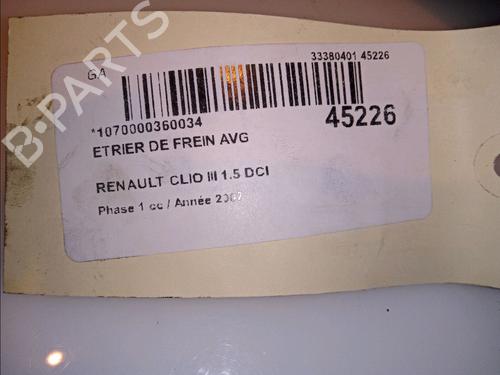 GA
33380401 45226
*1070000360034
45226
ETRIER DE FREIN AVG
RENAULT CLIO III 1.5 DCI
Phase 1 cc / Année 2007
B-PARTS